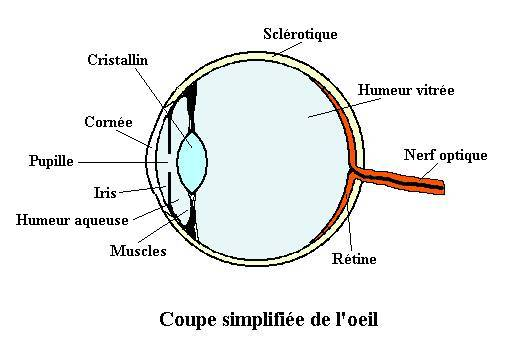 Sclérotique
Cristallin
Humeur vitrée
Cornée
Nerf optique
Pupille
Iris
Humeur aqueuse
Muscles
Rétine
Coupe simplifiée de l'oeil